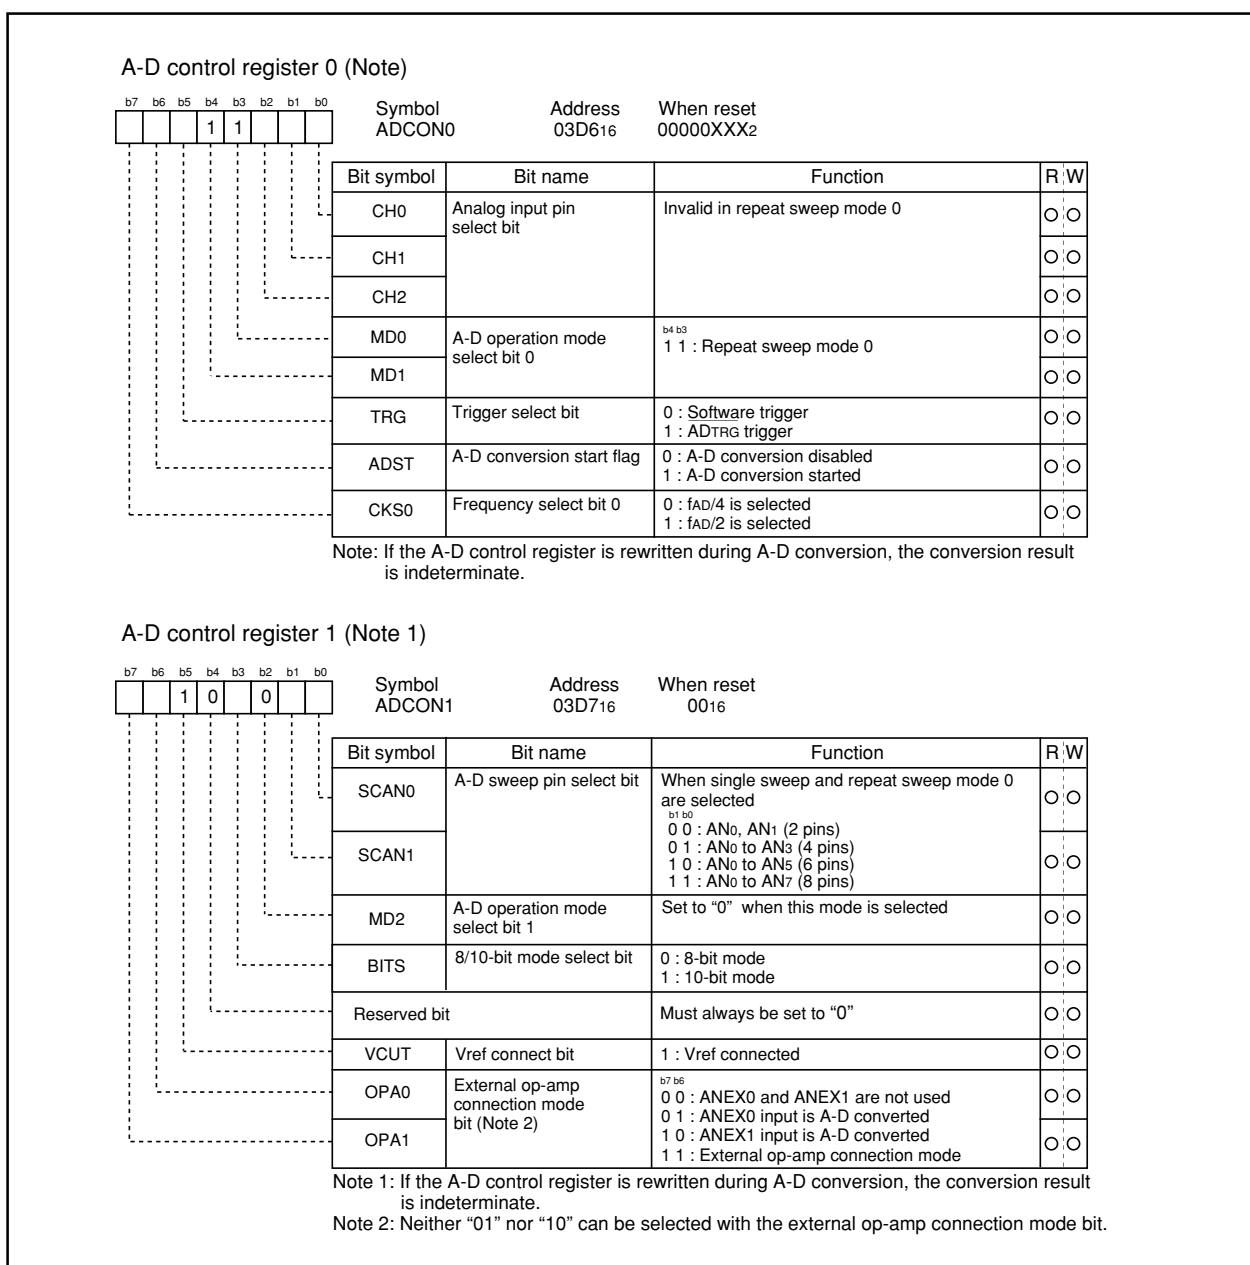 A-D control register 0 (Note)
b7 b6 b5 b4 b3 b2 b1 b0
1 1
Symbol Address When reset
ADCON0 03D616 00000XXX2
Bit symbol Bit name Function R W
CH0 Analog input pin select bit Invalid in repeat sweep mode 0
CH1
CH2
MD0 A-D operation mode select bit 0 b4 b3
1 1 : Repeat sweep mode 0
MD1
TRG Trigger select bit 0 : Software trigger
1 : ADTRG trigger
ADST A-D conversion start flag 0 : A-D conversion disabled
1 : A-D conversion started
CKS0 Frequency select bit 0 0 : fAD/4 is selected
1 : fAD/2 is selected
Note: If the A-D control register is rewritten during A-D conversion, the conversion result
is indeterminate.
A-D control register 1 (Note 1)
b7 b6 b5 b4 b3 b2 b1 b0
1 0 0
Symbol Address When reset
ADCON1 03D716 0016
Bit symbol Bit name Function R W
SCAN0 A-D sweep pin select bit When single sweep and repeat sweep mode 0
are selected
b1 b0
0 0 : AN0, AN1 (2 pins)
0 1 : AN0 to AN3 (4 pins)
SCAN1 1 0 : AN0 to AN5 (6 pins)
1 1 : AN0 to AN7 (8 pins)
MD2 A-D operation mode select bit 1 Set to “0” when this mode is selected
BITS 8/10-bit mode select bit 0 : 8-bit mode
1 : 10-bit mode
Reserved bit Must always be set to “0”
VCUT Vref connect bit 1 : Vref connected
OPA0 External op-amp connection mode bit (Note 2) b7 b6
0 0 : ANEX0 and ANEX1 are not used
0 1 : ANEX0 input is A-D converted
OPA1 1 0 : ANEX1 input is A-D converted
1 1 : External op-amp connection mode
Note 1: If the A-D control register is rewritten during A-D conversion, the conversion result
is indeterminate.
Note 2: Neither “01” nor “10” can be selected with the external op-amp connection mode bit.